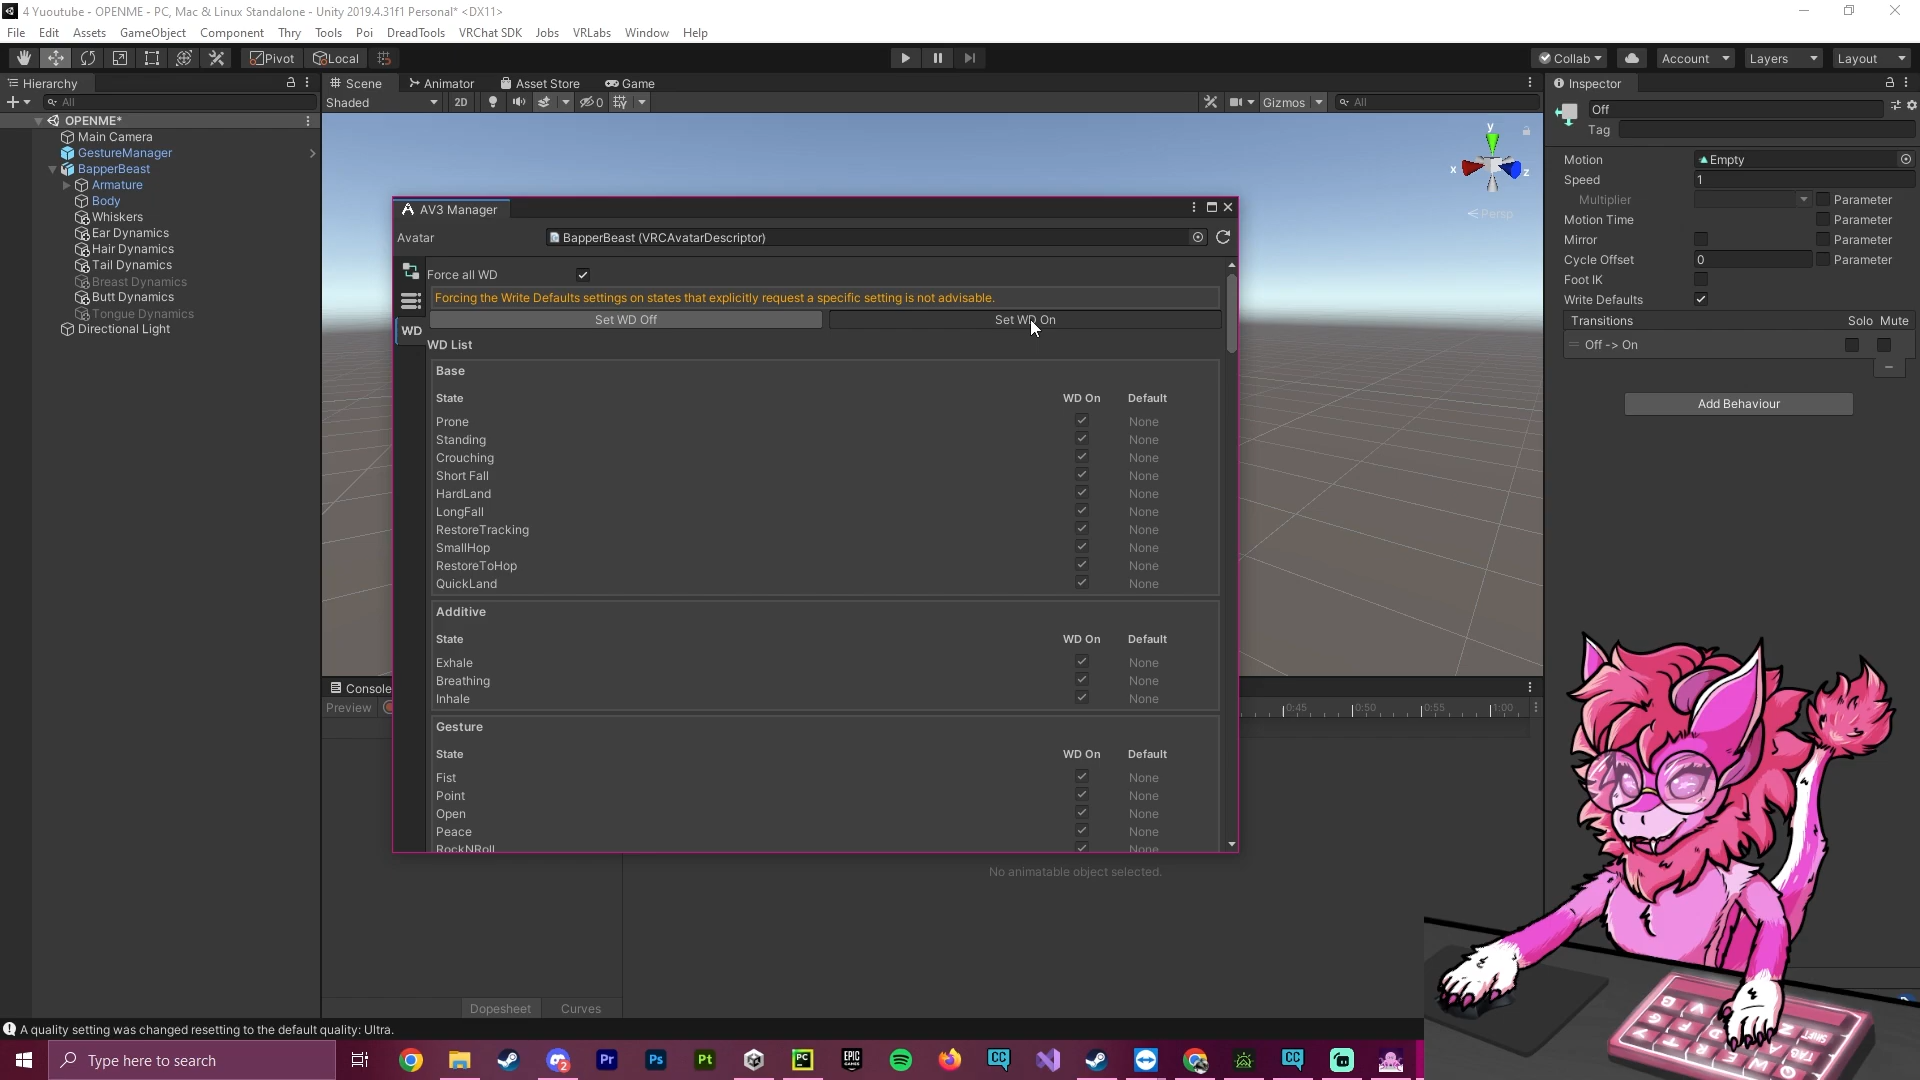 4 Yuoutube - OPENME - PC, Mac & Linux Standalone - Unity 2019.4.31f1 Personal* <DX11>
File Edit Assets GameObject Component Thry Tools Poi DreadTools VRChat SDK Jobs VRLabs Window Help
Pivot Local Collab Account Layers Layout
Hierarchy Scene Animator Asset Store Game Inspector
All Shaded 2D 0 Gizmos All
OPENME*
Main Camera
GestureManager
BapperBeast
Armature
Body
Whiskers
Ear Dynamics
Hair Dynamics
Tail Dynamics
Breast Dynamics
Butt Dynamics
Tongue Dynamics
Directional Light
y
x
z
Persp
AV3 Manager
Avatar BapperBeast (VRCAvatarDescriptor)
Force all WD
Forcing the Write Defaults settings on states that explicitly request a specific setting is not advisable.
Set WD Off Set WD On
WD
WD List
Base
State WD On Default
Prone None
Standing None
Crouching None
Short Fall None
HardLand None
LongFall None
RestoreTracking None
SmallHop None
RestoreToHop None
QuickLand None
Additive
State WD On Default
Exhale None
Breathing None
Inhale None
Gesture
State WD On Default
Fist None
Point None
Open None
Peace None
RockNRoll None
Off
Tag
Motion Empty
Speed 1
Multiplier Parameter
Motion Time Parameter
Mirror Parameter
Cycle Offset 0 Parameter
Foot IK
Write Defaults
Transitions Solo Mute
Off -> On
Add Behaviour
Console
Preview 0:45 0:50 0:55 1:00
No animatable object selected.
Dopesheet Curves
A quality setting was changed resetting to the default quality: Ultra.
Type here to search
2 Pr Ps Pt PC EPIC GAMES CC CC